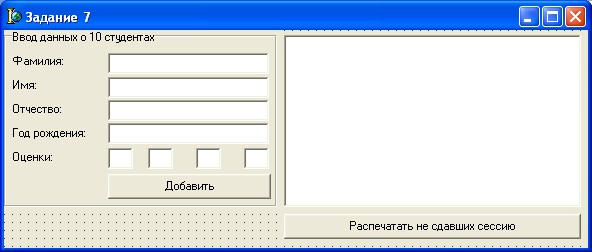 Задание 7
Ввод данных о 10 студентах
Фамилия:
Имя:
Отчество:
Год рождения:
Оценки:
Добавить
Распечатать не сдавших сессию